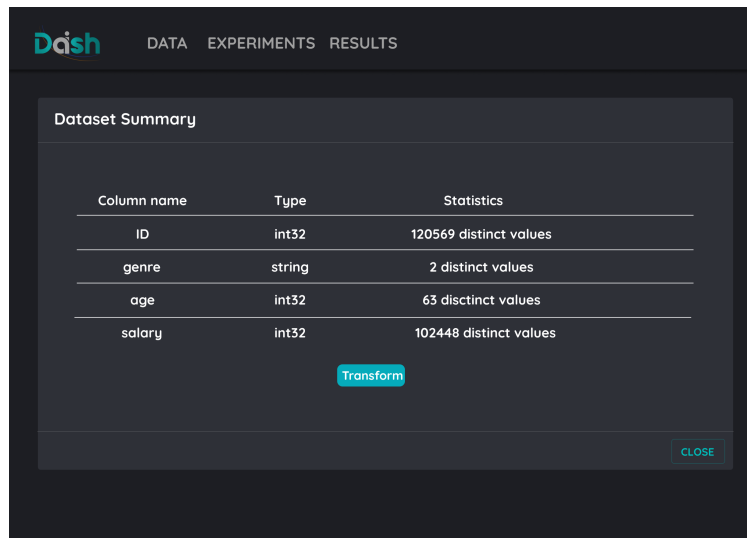 Dash DATA EXPERIMENTS RESULTS
Dataset Summary
Column name Type Statistics
ID int32 120569 distinct values
genre string 2 distinct values
age int32 63 disctinct values
salary int32 102448 distinct values
Transform
CLOSE